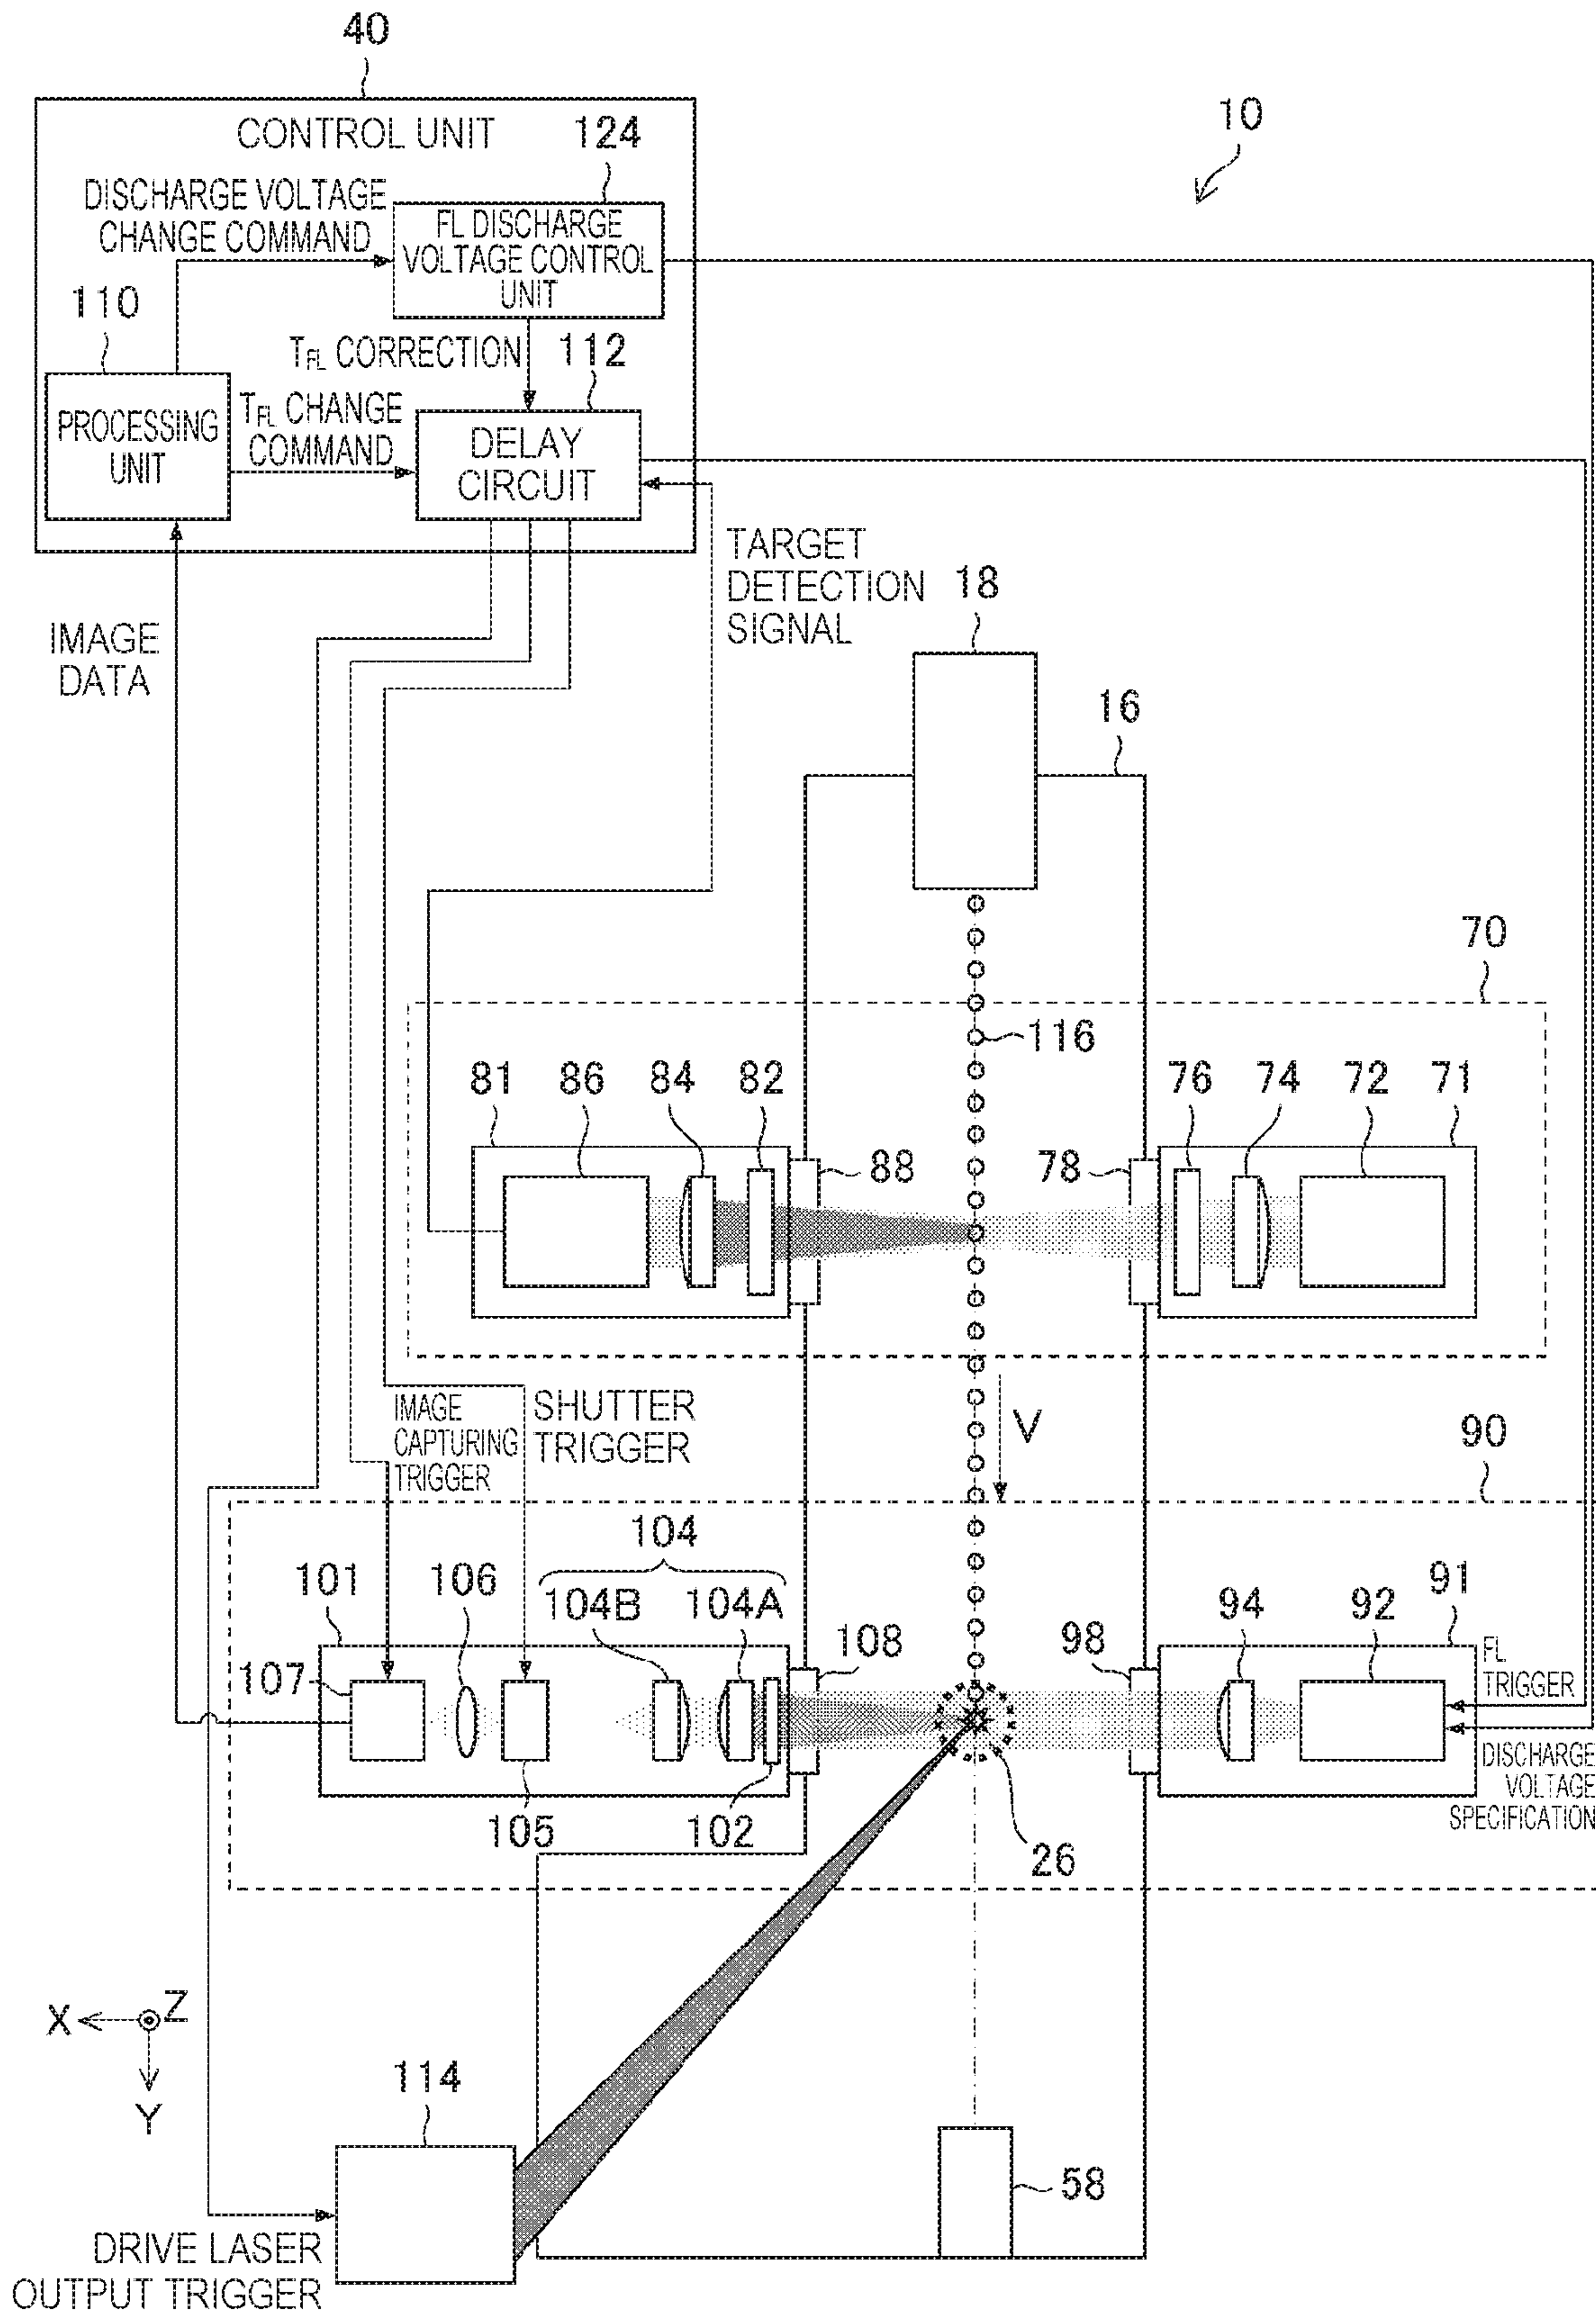 40
10
CONTROL UNIT
124
DISCHARGE VOLTAGE
CHANGE COMMAND
FL DISCHARGE
VOLTAGE CONTROL
UNIT
110
TFL CORRECTION
112
PROCESSING
UNIT
TFL CHANGE
COMMAND
DELAY
CIRCUIT
TARGET
DETECTION
SIGNAL
IMAGE
DATA
18
16
70
116
81
86
84
82
76
74
72
71
88
78
IMAGE
CAPTURING
TRIGGER
SHUTTER
TRIGGER
V
90
104
101
106
104B
104A
108
98
94
92
91
107
FL
TRIGGER
105
102
26
DISCHARGE
VOLTAGE
SPECIFICATION
X
Z
Y
114
58
DRIVE LASER
OUTPUT TRIGGER